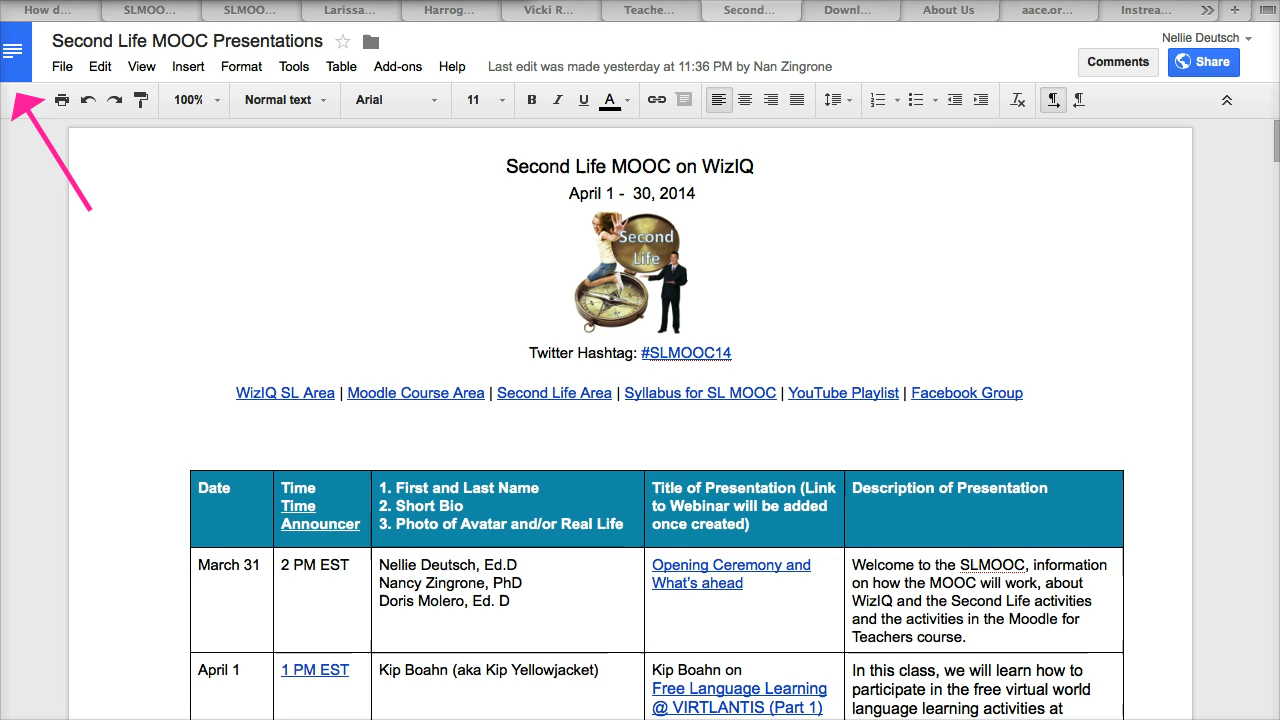 How d... SLMOO... SLMOO... Larissa... Harrog... Vicki R... Teache... Second... Downl... About Us aace.or... Instrea...
Second Life MOOC Presentations
Nellie Deutsch
File Edit View Insert Format Tools Table Add-ons Help Last edit was made yesterday at 11:36 PM by Nan Zingrone
Comments Share
100% Normal text Arial 11 B I U A
Second Life MOOC on WizIQ
April 1 - 30, 2014
Second
Life
Twitter Hashtag: #SLMOOC14
WizIQ SL Area | Moodle Course Area | Second Life Area | Syllabus for SL MOOC | YouTube Playlist | Facebook Group
Date
Time
Time
Announcer
1. First and Last Name
2. Short Bio
3. Photo of Avatar and/or Real Life
Title of Presentation (Link
to Webinar will be added
once created)
Description of Presentation
March 31
2 PM EST
Nellie Deutsch, Ed.D
Nancy Zingrone, PhD
Doris Molero, Ed. D
Opening Ceremony and
What's ahead
Welcome to the SLMOOC, information
on how the MOOC will work, about
WizIQ and the Second Life activities
and the activities in the Moodle for
Teachers course.
April 1
1 PM EST
Kip Boahn (aka Kip Yellowjacket)
Kip Boahn on
Free Language Learning
@ VIRTLANTIS (Part 1)
In this class, we will learn how to
participate in the free virtual world
language learning activities at